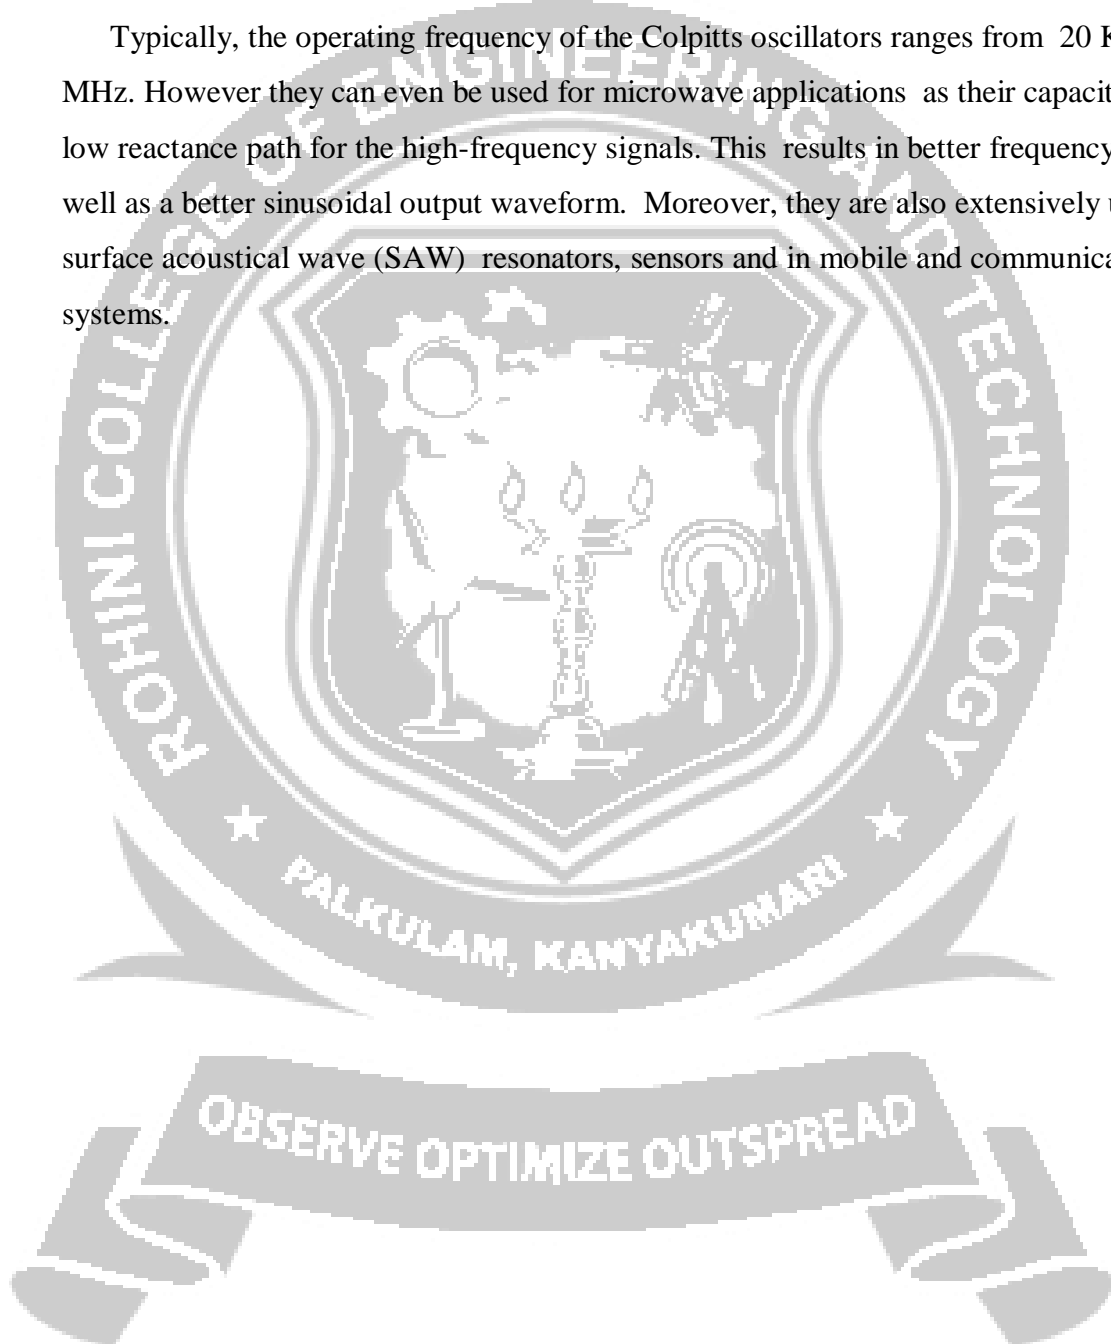 Typically, the operating frequency of the Colpitts oscillators ranges from 20 K
MHz. However they can even be used for microwave applications as their capacit
low reactance path for the high-frequency signals. This results in better frequency
well as a better sinusoidal output waveform. Moreover, they are also extensively u
surface acoustical wave (SAW) resonators, sensors and in mobile and communica
systems.
ROHINI COLLEGE OF ENGINEERING AND TECHNOLOGY
PALKULAM, KANYAKUMARI
OBSERVE OPTIMIZE OUTSPREAD